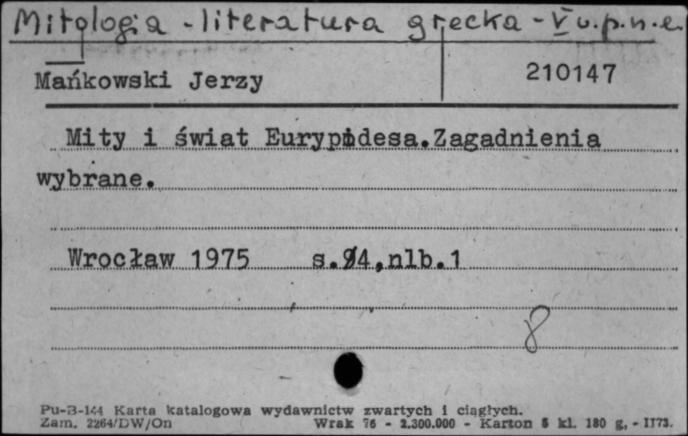 Mitologia - literatura grecka - V w.p.n.e.
Mańkowski Jerzy 210147
Mity i świat Eurypidesa.Zagadnienia
wybrane.
Wrocław 1975 s.94,nlb.1
8
Pu-B-144 Karta katalogowa wydawnictw zwartych i ciągłych.
Zam. 2264/DW/On Wrak 76 - 2.300.000 - Karton 5 kl. 180 g, - II73.